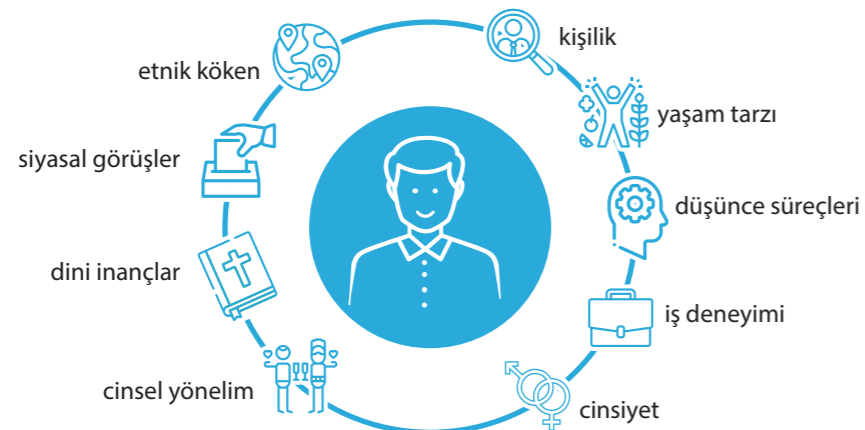 kişilik
etnik köken
yaşam tarzı
siyasal görüşler
düşünce süreçleri
dini inançlar
iş deneyimi
cinsel yönelim
cinsiyet